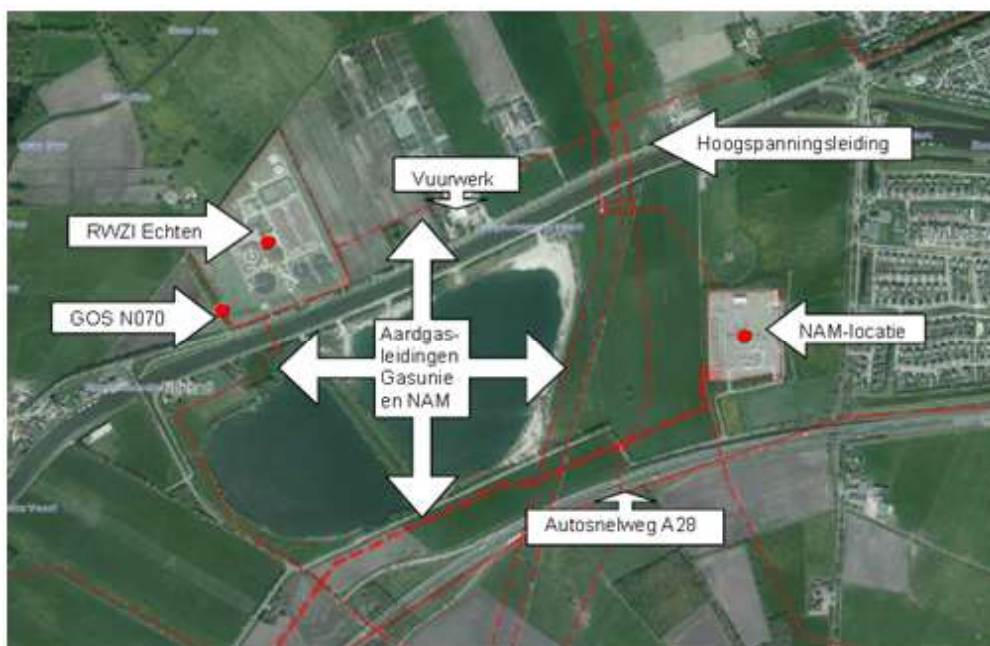 Hoogspanningsleiding
Vuurwerk
RWZI Echten
GOS N070
Aardgas-
leidingen
Gasunie
en NAM
NAM-locatie
Autosnelweg A28